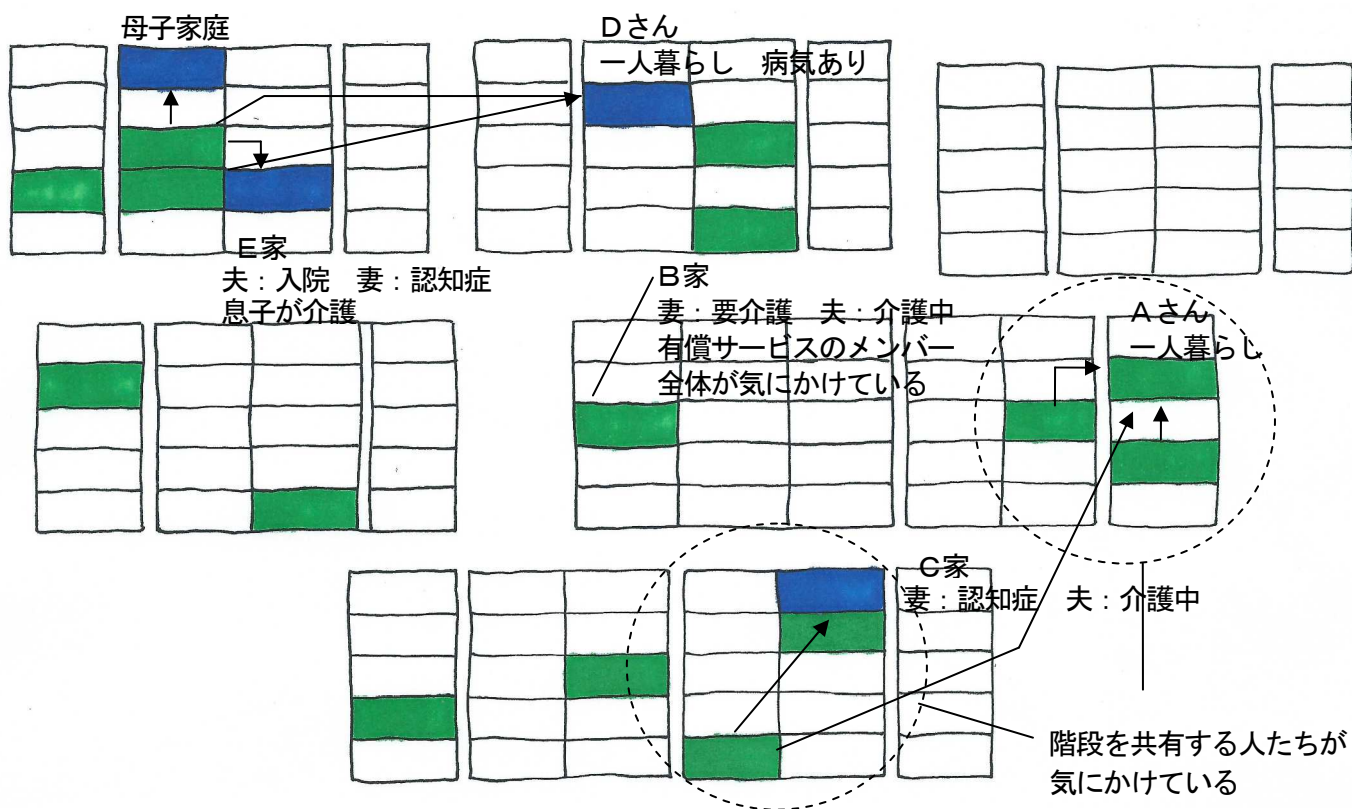 母子家庭
Dさん
一人暮らし　病気あり
E家
夫：入院　妻：認知症
息子が介護
B家
妻：要介護　夫：介護中
有償サービスのメンバー
全体が気にかけている
Aさん
一人暮らし
C家
妻：認知症　夫：介護中
階段を共有する人たちが
気にかけている